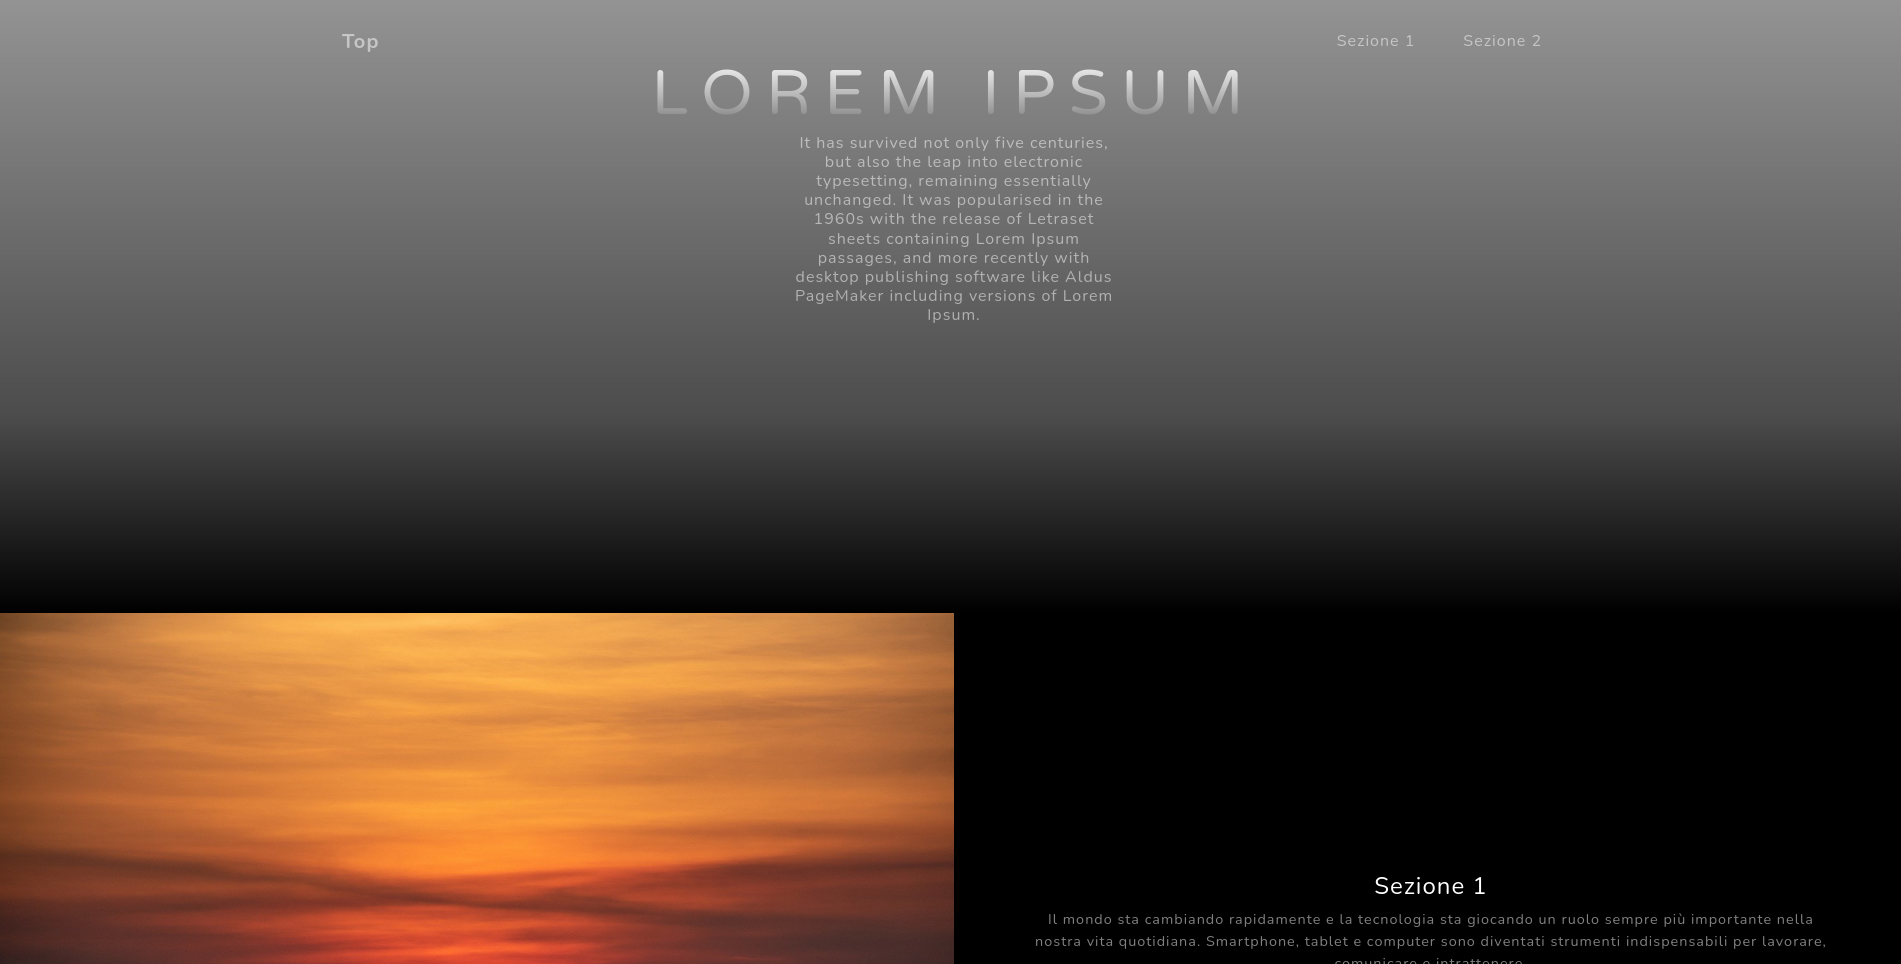 Top
Sezione 1
Sezione 2
LOREM IPSUM
It has survived not only five centuries,
but also the leap into electronic
typesetting, remaining essentially
unchanged. It was popularised in the
1960s with the release of Letraset
sheets containing Lorem Ipsum
passages, and more recently with
desktop publishing software like Aldus
PageMaker including versions of Lorem
Ipsum.
Sezione 1
Il mondo sta cambiando rapidamente e la tecnologia sta giocando un ruolo sempre più importante nella
nostra vita quotidiana. Smartphone, tablet e computer sono diventati strumenti indispensabili per lavorare,
comunicare e intrattenere